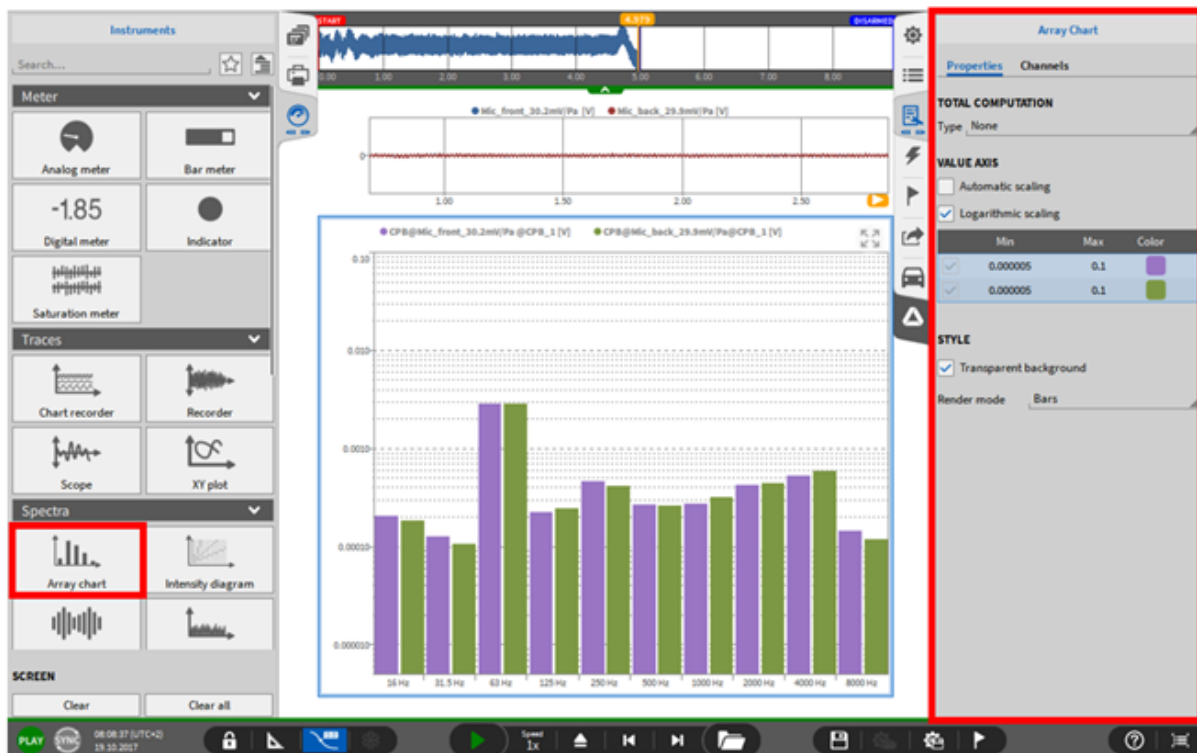 Instruments
Search...
Meter
Analog meter
Bar meter
-1.85
Digital meter
Indicator
Saturation meter
Traces
Chart recorder
Recorder
Scope
XY plot
Spectra
Array chart
Intensity diagram
SCREEN
Clear
Clear all
START
4.979
DISARMED
0.00 1.00 2.00 3.00 4.00 5.00 6.00 7.00 8.00
Mic_front_30.2mV/Pa [V] Mic_back_29.9mV/Pa [V]
0
1.00 1.50 2.00 2.50
CPB@Mic_front_30.2mV/Pa @CPB_1 [V] CPB@Mic_back_29.9mV/Pa@CPB_1 [V]
0.10
0.010
0.0010
0.00010
0.000010
16 Hz 31.5 Hz 63 Hz 125 Hz 250 Hz 500 Hz 1000 Hz 2000 Hz 4000 Hz 8000 Hz
Array Chart
Properties Channels
TOTAL COMPUTATION
Type None
VALUE AXIS
Automatic scaling
Logarithmic scaling
Min Max Color
0.000005 0.1
0.000005 0.1
STYLE
Transparent background
Render mode Bars
PLAY
SYNC
08:08:37 (UTC+2)
19.10.2017
Speed
1x